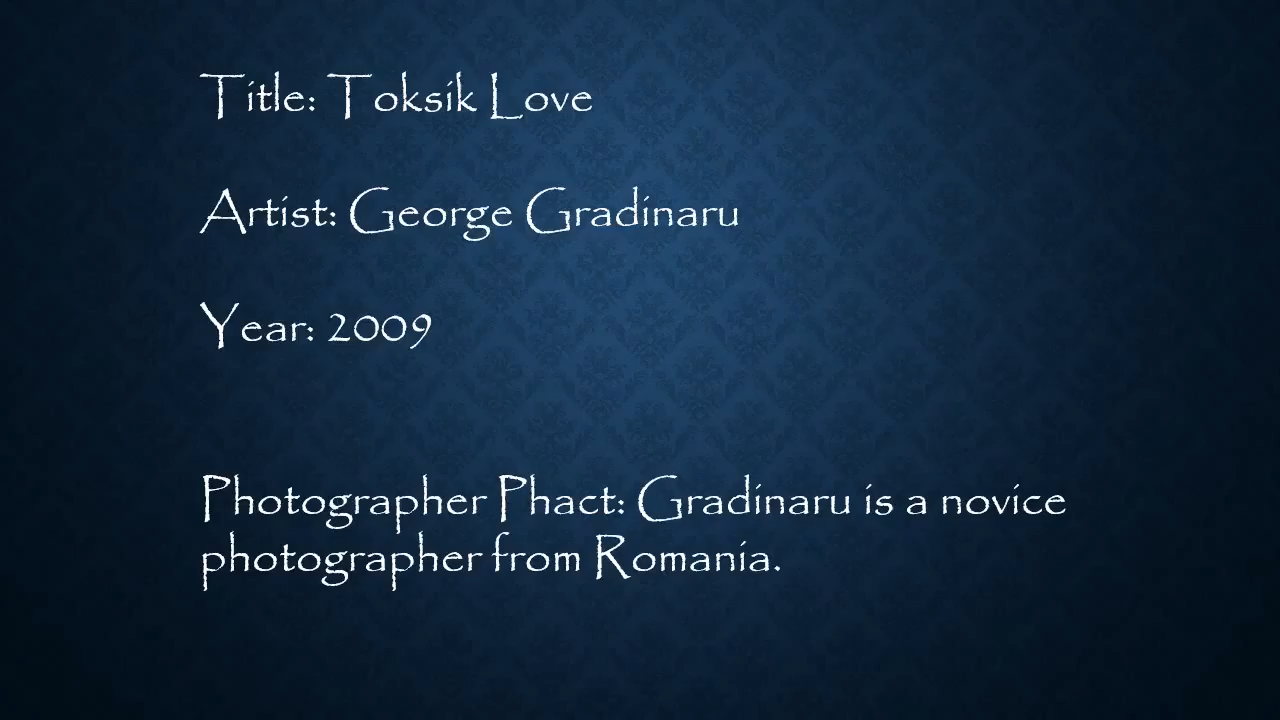 Title: Toksik Love
Artist: George Gradinaru
Year: 2009
Photographer Phact: Gradinaru is a novice
photographer from Romania.